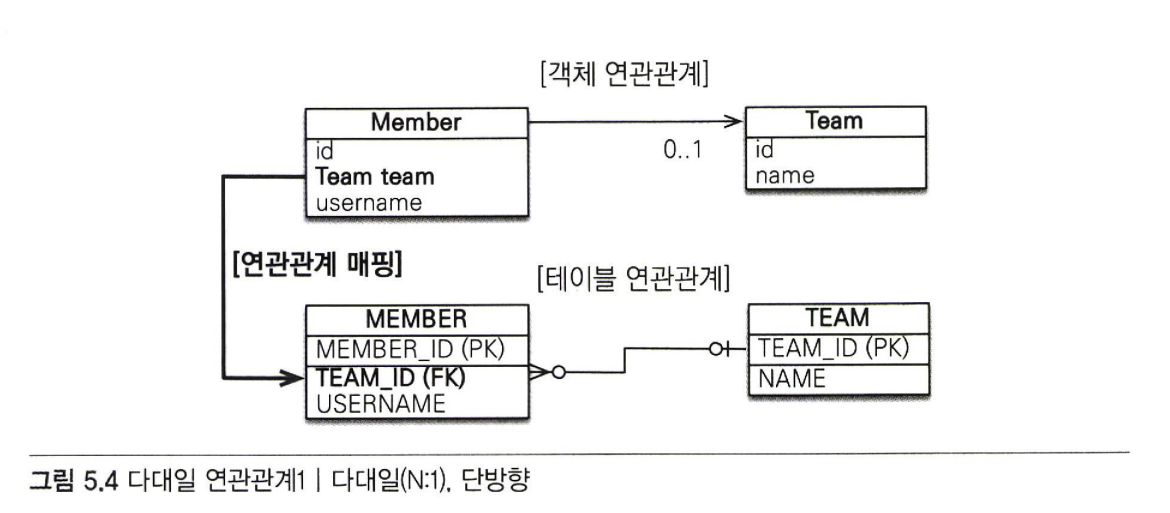 [객체 연관관계]
Member
id
Team team
username
0..1
Team
id
name
[연관관계 매핑]
[테이블 연관관계]
MEMBER
MEMBER_ID (PK)
TEAM_ID (FK)
USERNAME
TEAM
TEAM_ID (PK)
NAME
그림 5.4 다대일 연관관계1 | 다대일(N:1), 단방향